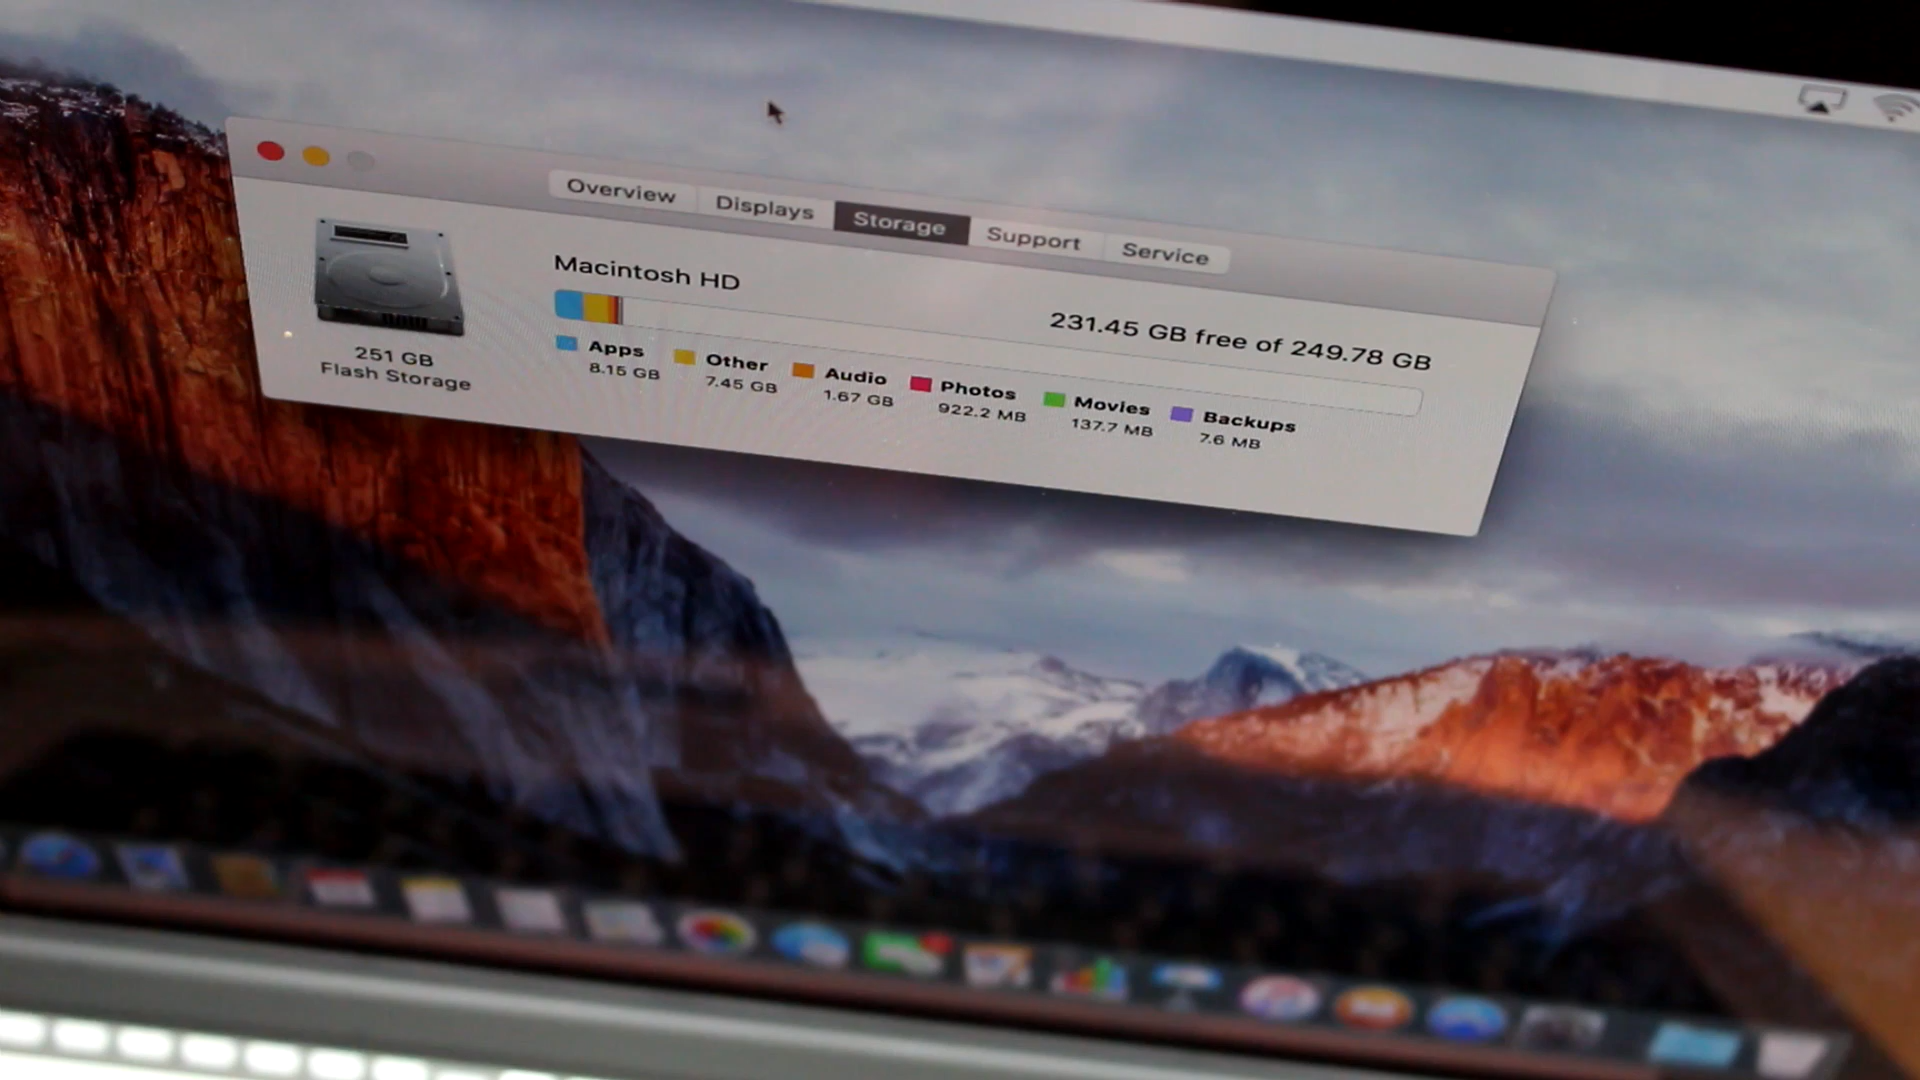 Overview Displays Storage Support Service
Macintosh HD
231.45 GB free of 249.78 GB
251 GB
Flash Storage
Apps Other Audio Photos Movies Backups
8.15 GB 7.45 GB 1.67 GB 922.2 MB 137.7 MB 7.6 MB